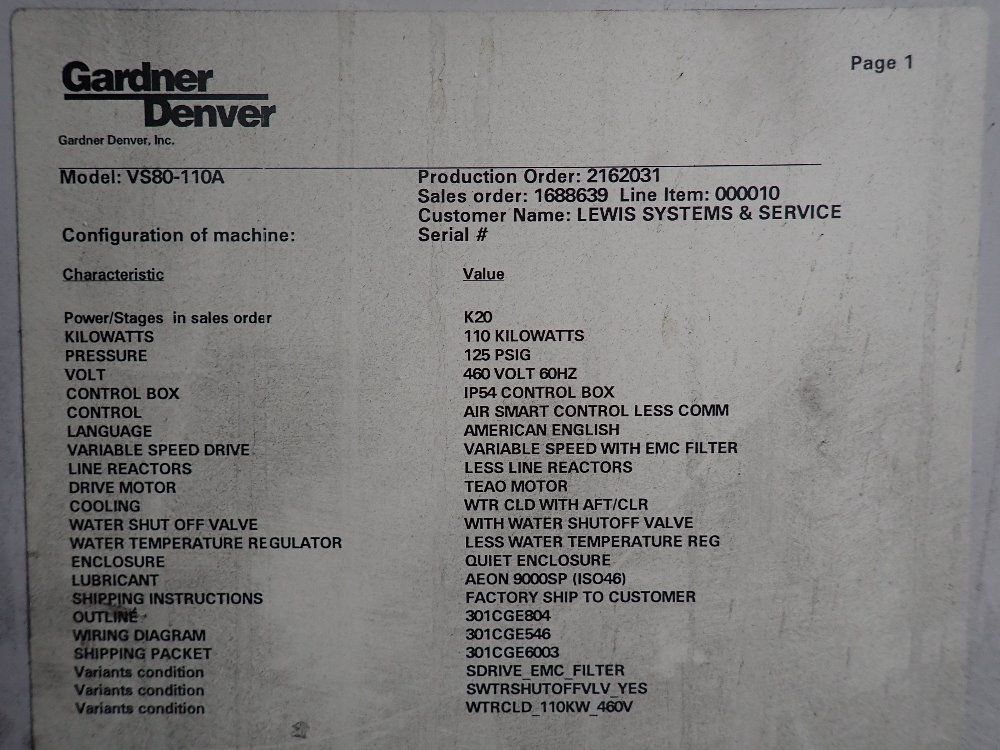 Page 1
Gardner
Denver
Gardner Denver, Inc.
Model: VS80-110A Production Order: 2162031
Sales order: 1688639 Line Item: 000010
Customer Name: LEWIS SYSTEMS & SERVICE
Configuration of machine: Serial #
Characteristic Value
Power/Stages in sales order K20
KILOWATTS 110 KILOWATTS
PRESSURE 125 PSIG
VOLT 460 VOLT 60HZ
CONTROL BOX IP54 CONTROL BOX
CONTROL AIR SMART CONTROL LESS COMM
LANGUAGE AMERICAN ENGLISH
VARIABLE SPEED DRIVE VARIABLE SPEED WITH EMC FILTER
LINE REACTORS LESS LINE REACTORS
DRIVE MOTOR TEAO MOTOR
COOLING WTR CLD WITH AFT/CLR
WATER SHUT OFF VALVE WITH WATER SHUTOFF VALVE
WATER TEMPERATURE REGULATOR LESS WATER TEMPERATURE REG
ENCLOSURE QUIET ENCLOSURE
LUBRICANT AEON 9000SP (ISO46)
SHIPPING INSTRUCTIONS FACTORY SHIP TO CUSTOMER
OUTLINE 301CGE804
WIRING DIAGRAM 301CGE546
SHIPPING PACKET 301CGE6003
Variants condition SDRIVE_EMC_FILTER
Variants condition SWTRSHUTOFFVLV_YES
Variants condition WTRCLD_110KW_460V